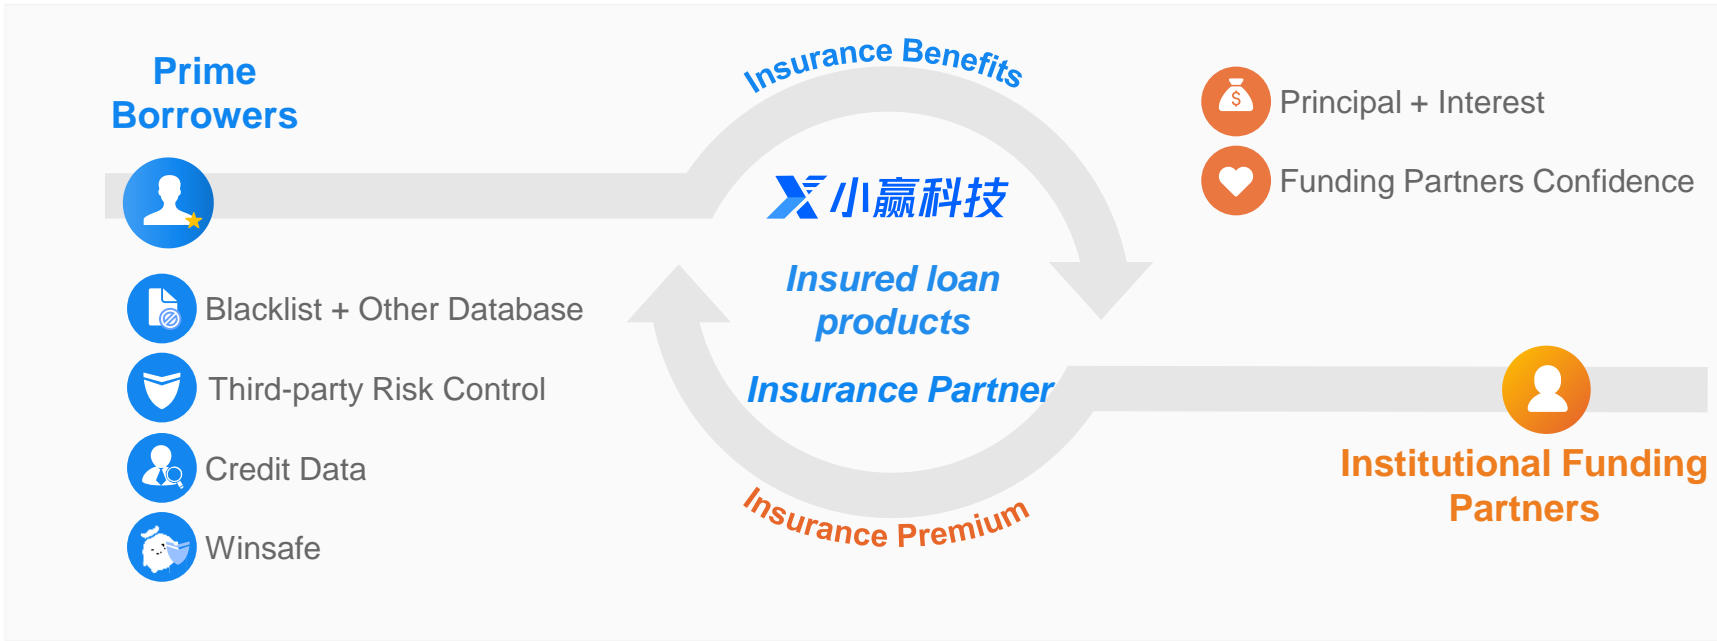 Prime
Borrowers
Blacklist + Other Database
Third-party Risk Control
Credit Data
Winsafe
Insurance Benefits
小赢科技
Insured loan
products
Insurance Partner
Insurance Premium
$
Principal + Interest
Funding Partners Confidence
Institutional Funding
Partners